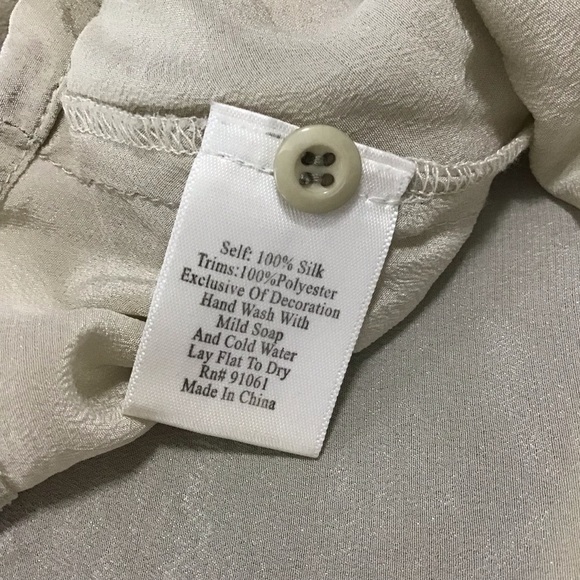 Self: 100% Silk
Trims:100%Polyester
Exclusive Of Decoration
Hand Wash With
Mild Soap
And Cold Water
Lay Flat To Dry
Rn# 91061
Made In China